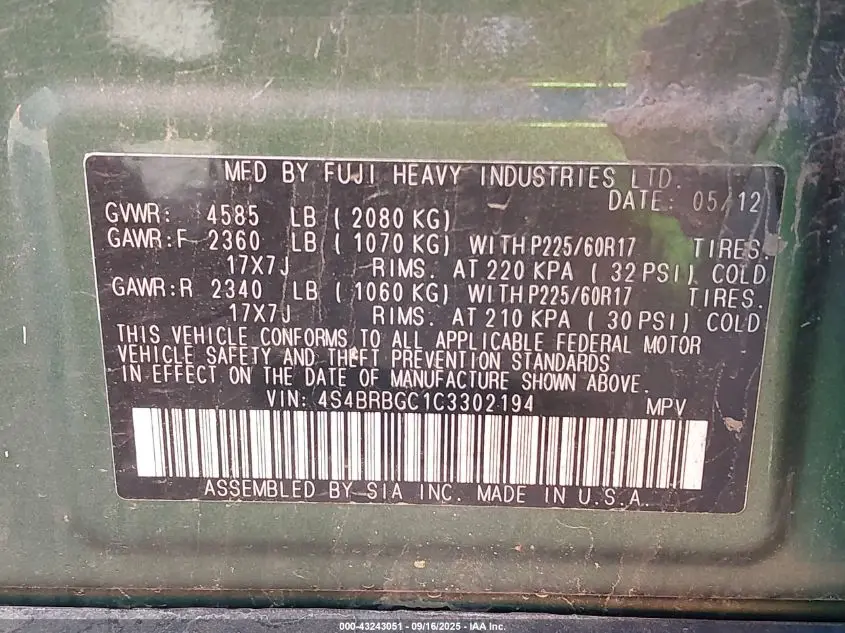 MFD BY FUJI HEAVY INDUSTRIES LTD.
DATE: 05/12
GVWR: 4585 LB ( 2080 KG)
GAWR:F 2360 LB ( 1070 KG) WITH P225/60R17 TIRES.
17X7J RIMS. AT 220 KPA ( 32 PSI) COLD
GAWR:R 2340 LB ( 1060 KG) WITH P225/60R17 TIRES.
17X7J RIMS. AT 210 KPA ( 30 PSI) COLD
THIS VEHICLE CONFORMS TO ALL APPLICABLE FEDERAL MOTOR
VEHICLE SAFETY AND THEFT PREVENTION STANDARDS
IN EFFECT ON THE DATE OF MANUFACTURE SHOWN ABOVE.
VIN: 4S4BRBGC1C3302194 MPV
ASSEMBLED BY SIA INC. MADE IN U.S.A.
000-43243051 - 09/16/2025 - IAA Inc.